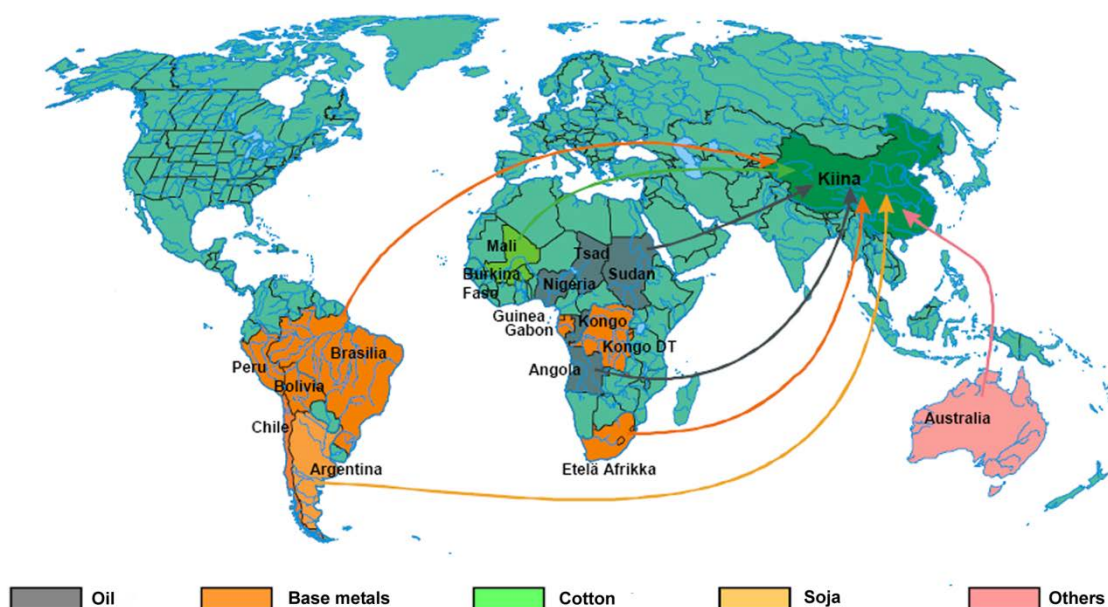 Kiina
Mali
Tsad
Burkina
Faso
Nigeria
Sudan
Guinea
Gabon
Kongo
Kongo DT
Angola
Brasilia
Peru
Bolivia
Chile
Argentina
Etelä Afrikka
Australia
Oil
Base metals
Cotton
Soja
Others